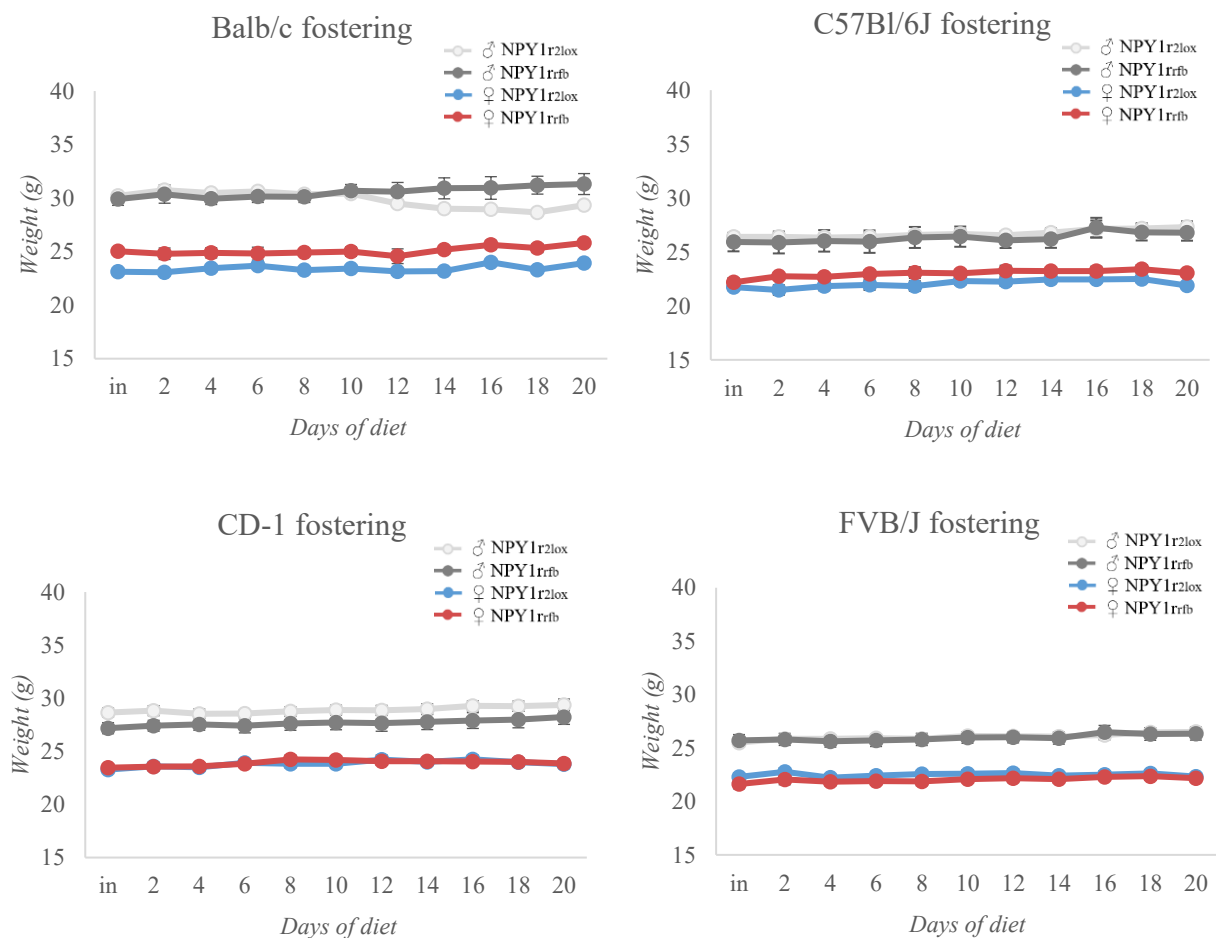 Balb/c fostering
♂ NPY1r2lox
♂ NPY1rrfb
♀ NPY1r2lox
♀ NPY1rrfb
40
35
30
25
20
15
Weight (g)
in 2 4 6 8 10 12 14 16 18 20
Days of diet
C57Bl/6J fostering
♂ NPY1r2lox
♂ NPY1rrfb
♀ NPY1r2lox
♀ NPY1rrfb
40
35
30
25
20
15
Weight (g)
in 2 4 6 8 10 12 14 16 18 20
Days of diet
CD-1 fostering
♂ NPY1r2lox
♂ NPY1rrfb
♀ NPY1r2lox
♀ NPY1rrfb
40
35
30
25
20
15
Weight (g)
in 2 4 6 8 10 12 14 16 18 20
Days of diet
FVB/J fostering
♂ NPY1r2lox
♂ NPY1rrfb
♀ NPY1r2lox
♀ NPY1rrfb
40
35
30
25
20
15
Weight (g)
in 2 4 6 8 10 12 14 16 18 20
Days of diet